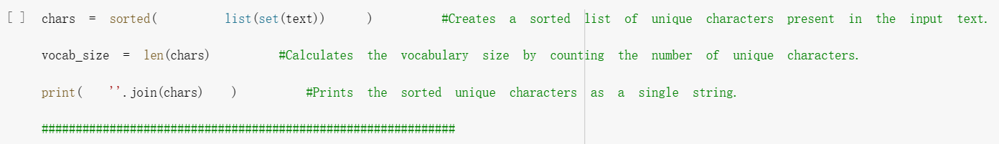 [ ] chars = sorted( list(set(text)) ) #Creates a sorted list of unique characters present in the input text.
vocab_size = len(chars) #Calculates the vocabulary size by counting the number of unique characters.
print( ''.join(chars) ) #Prints the sorted unique characters as a single string.
#############################################################